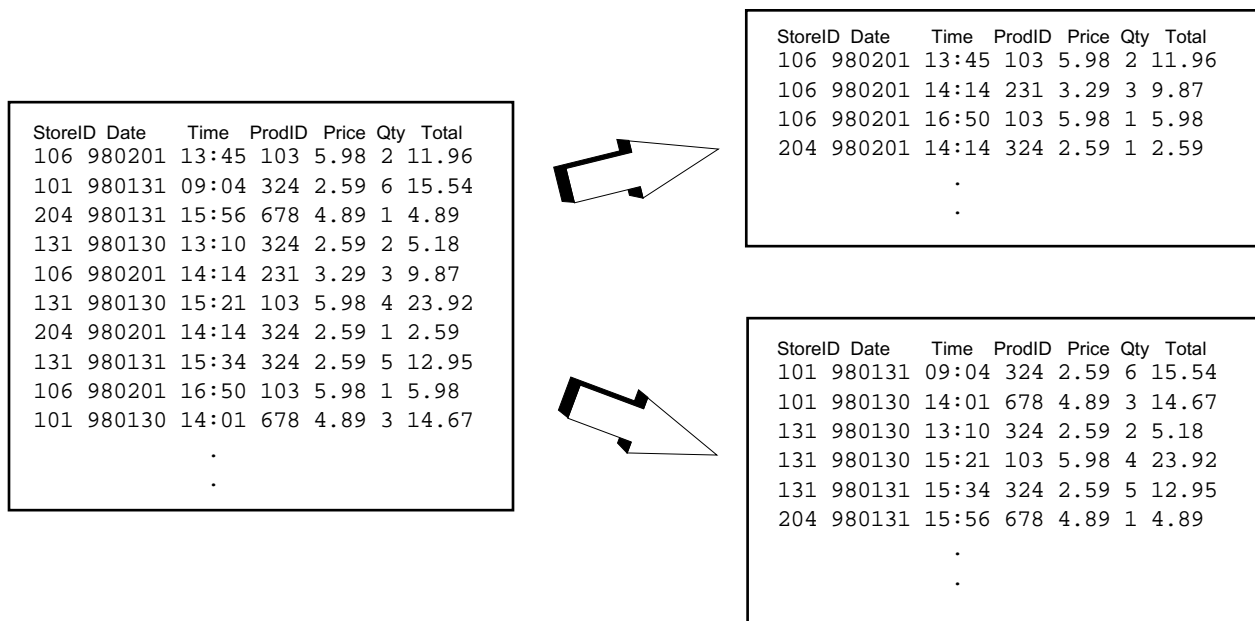 StoreID Date Time ProdID Price Qty Total
106 980201 13:45 103 5.98 2 11.96
101 980131 09:04 324 2.59 6 15.54
204 980131 15:56 678 4.89 1 4.89
131 980130 13:10 324 2.59 2 5.18
106 980201 14:14 231 3.29 3 9.87
131 980130 15:21 103 5.98 4 23.92
204 980201 14:14 324 2.59 1 2.59
131 980131 15:34 324 2.59 5 12.95
106 980201 16:50 103 5.98 1 5.98
101 980130 14:01 678 4.89 3 14.67
.
.
StoreID Date Time ProdID Price Qty Total
106 980201 13:45 103 5.98 2 11.96
106 980201 14:14 231 3.29 3 9.87
106 980201 16:50 103 5.98 1 5.98
204 980201 14:14 324 2.59 1 2.59
.
.
StoreID Date Time ProdID Price Qty Total
101 980131 09:04 324 2.59 6 15.54
101 980130 14:01 678 4.89 3 14.67
131 980130 13:10 324 2.59 2 5.18
131 980130 15:21 103 5.98 4 23.92
131 980131 15:34 324 2.59 5 12.95
204 980131 15:56 678 4.89 1 4.89
.
.